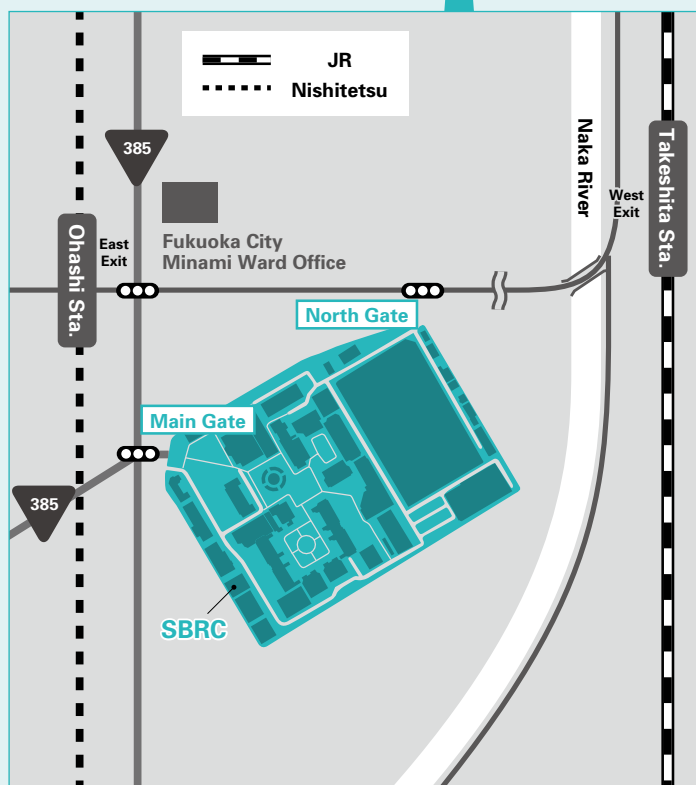 JR
Nishitetsu
385
Naka River
Takeshita Sta.
West
Exit
Ohashi Sta.
East
Exit
Fukuoka City
Minami Ward Office
North Gate
Main Gate
385
SBRC